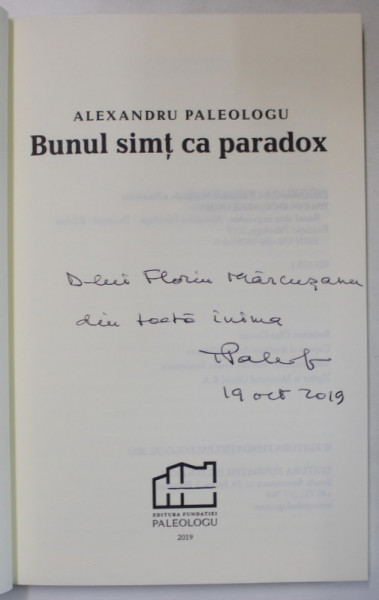 ALEXANDRU PALEOLOGU
Bunul simț ca paradox
D-lui Florin Mărcușanu
din toată inima
TPaleologu
19 oct 2019
EDITURA FUNDAȚIEI
PALEOLOGU
2019